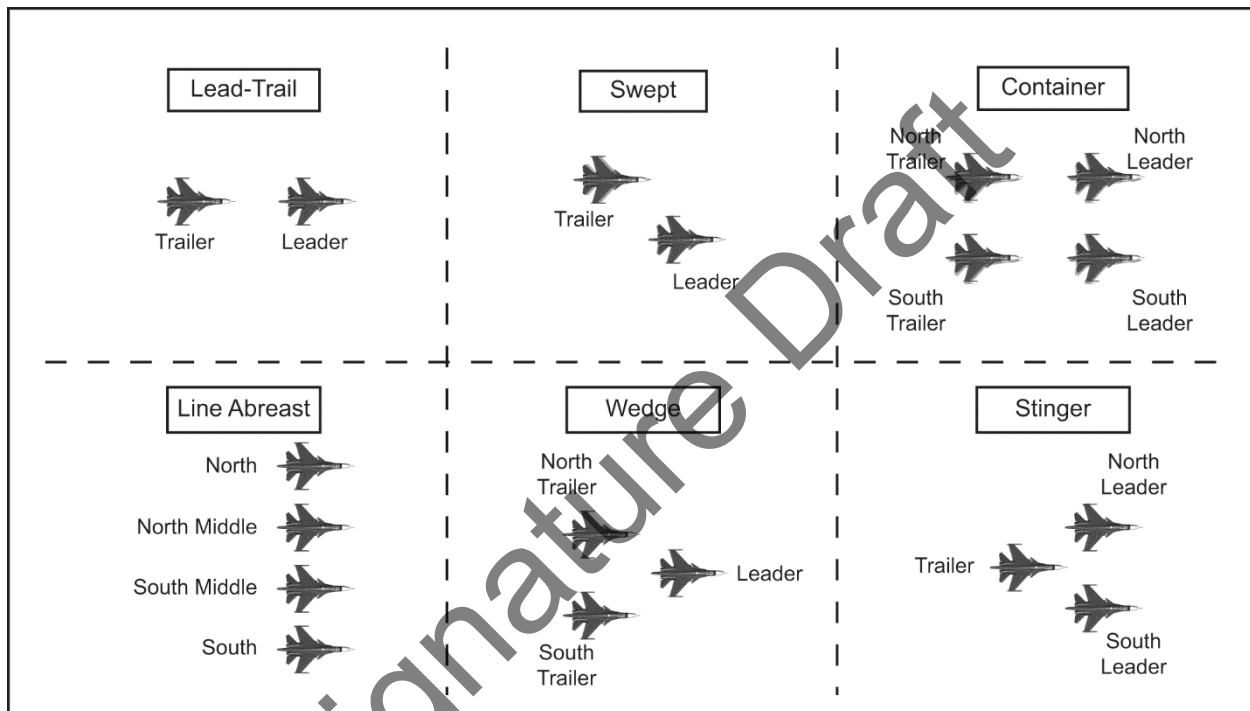 Lead-Trail
Trailer
Leader
Swept
Trailer
Leader
Container
North
Trailer
North
Leader
South
Trailer
South
Leader
Line Abreast
North
North Middle
South Middle
South
Wedge
North
Trailer
Leader
South
Trailer
Stinger
North
Leader
Trailer
South
Leader
ignature Draft